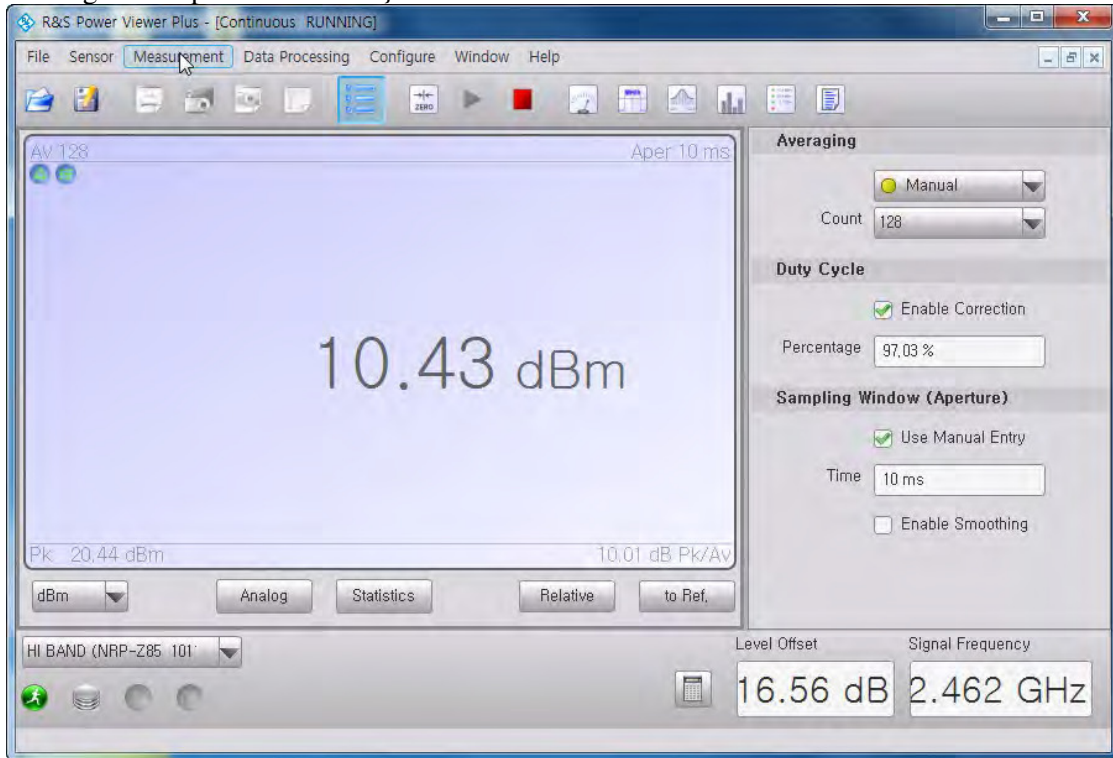 R&S Power Viewer Plus - [Continuous RUNNING]
File Sensor Measurement Data Processing Configure Window Help
ZERO
AV 128 Aper 10 ms
10.43 dBm
Pk 20,44 dBm 10,01 dB Pk/Av
dBm Analog Statistics Relative to Ref,
Averaging
Manual
Count 128
Duty Cycle
Enable Correction
Percentage 97,03 %
Sampling Window (Aperture)
Use Manual Entry
Time 10 ms
Enable Smoothing
HI BAND (NRP-Z85 101
Level Offset Signal Frequency
16.56 dB 2.462 GHz